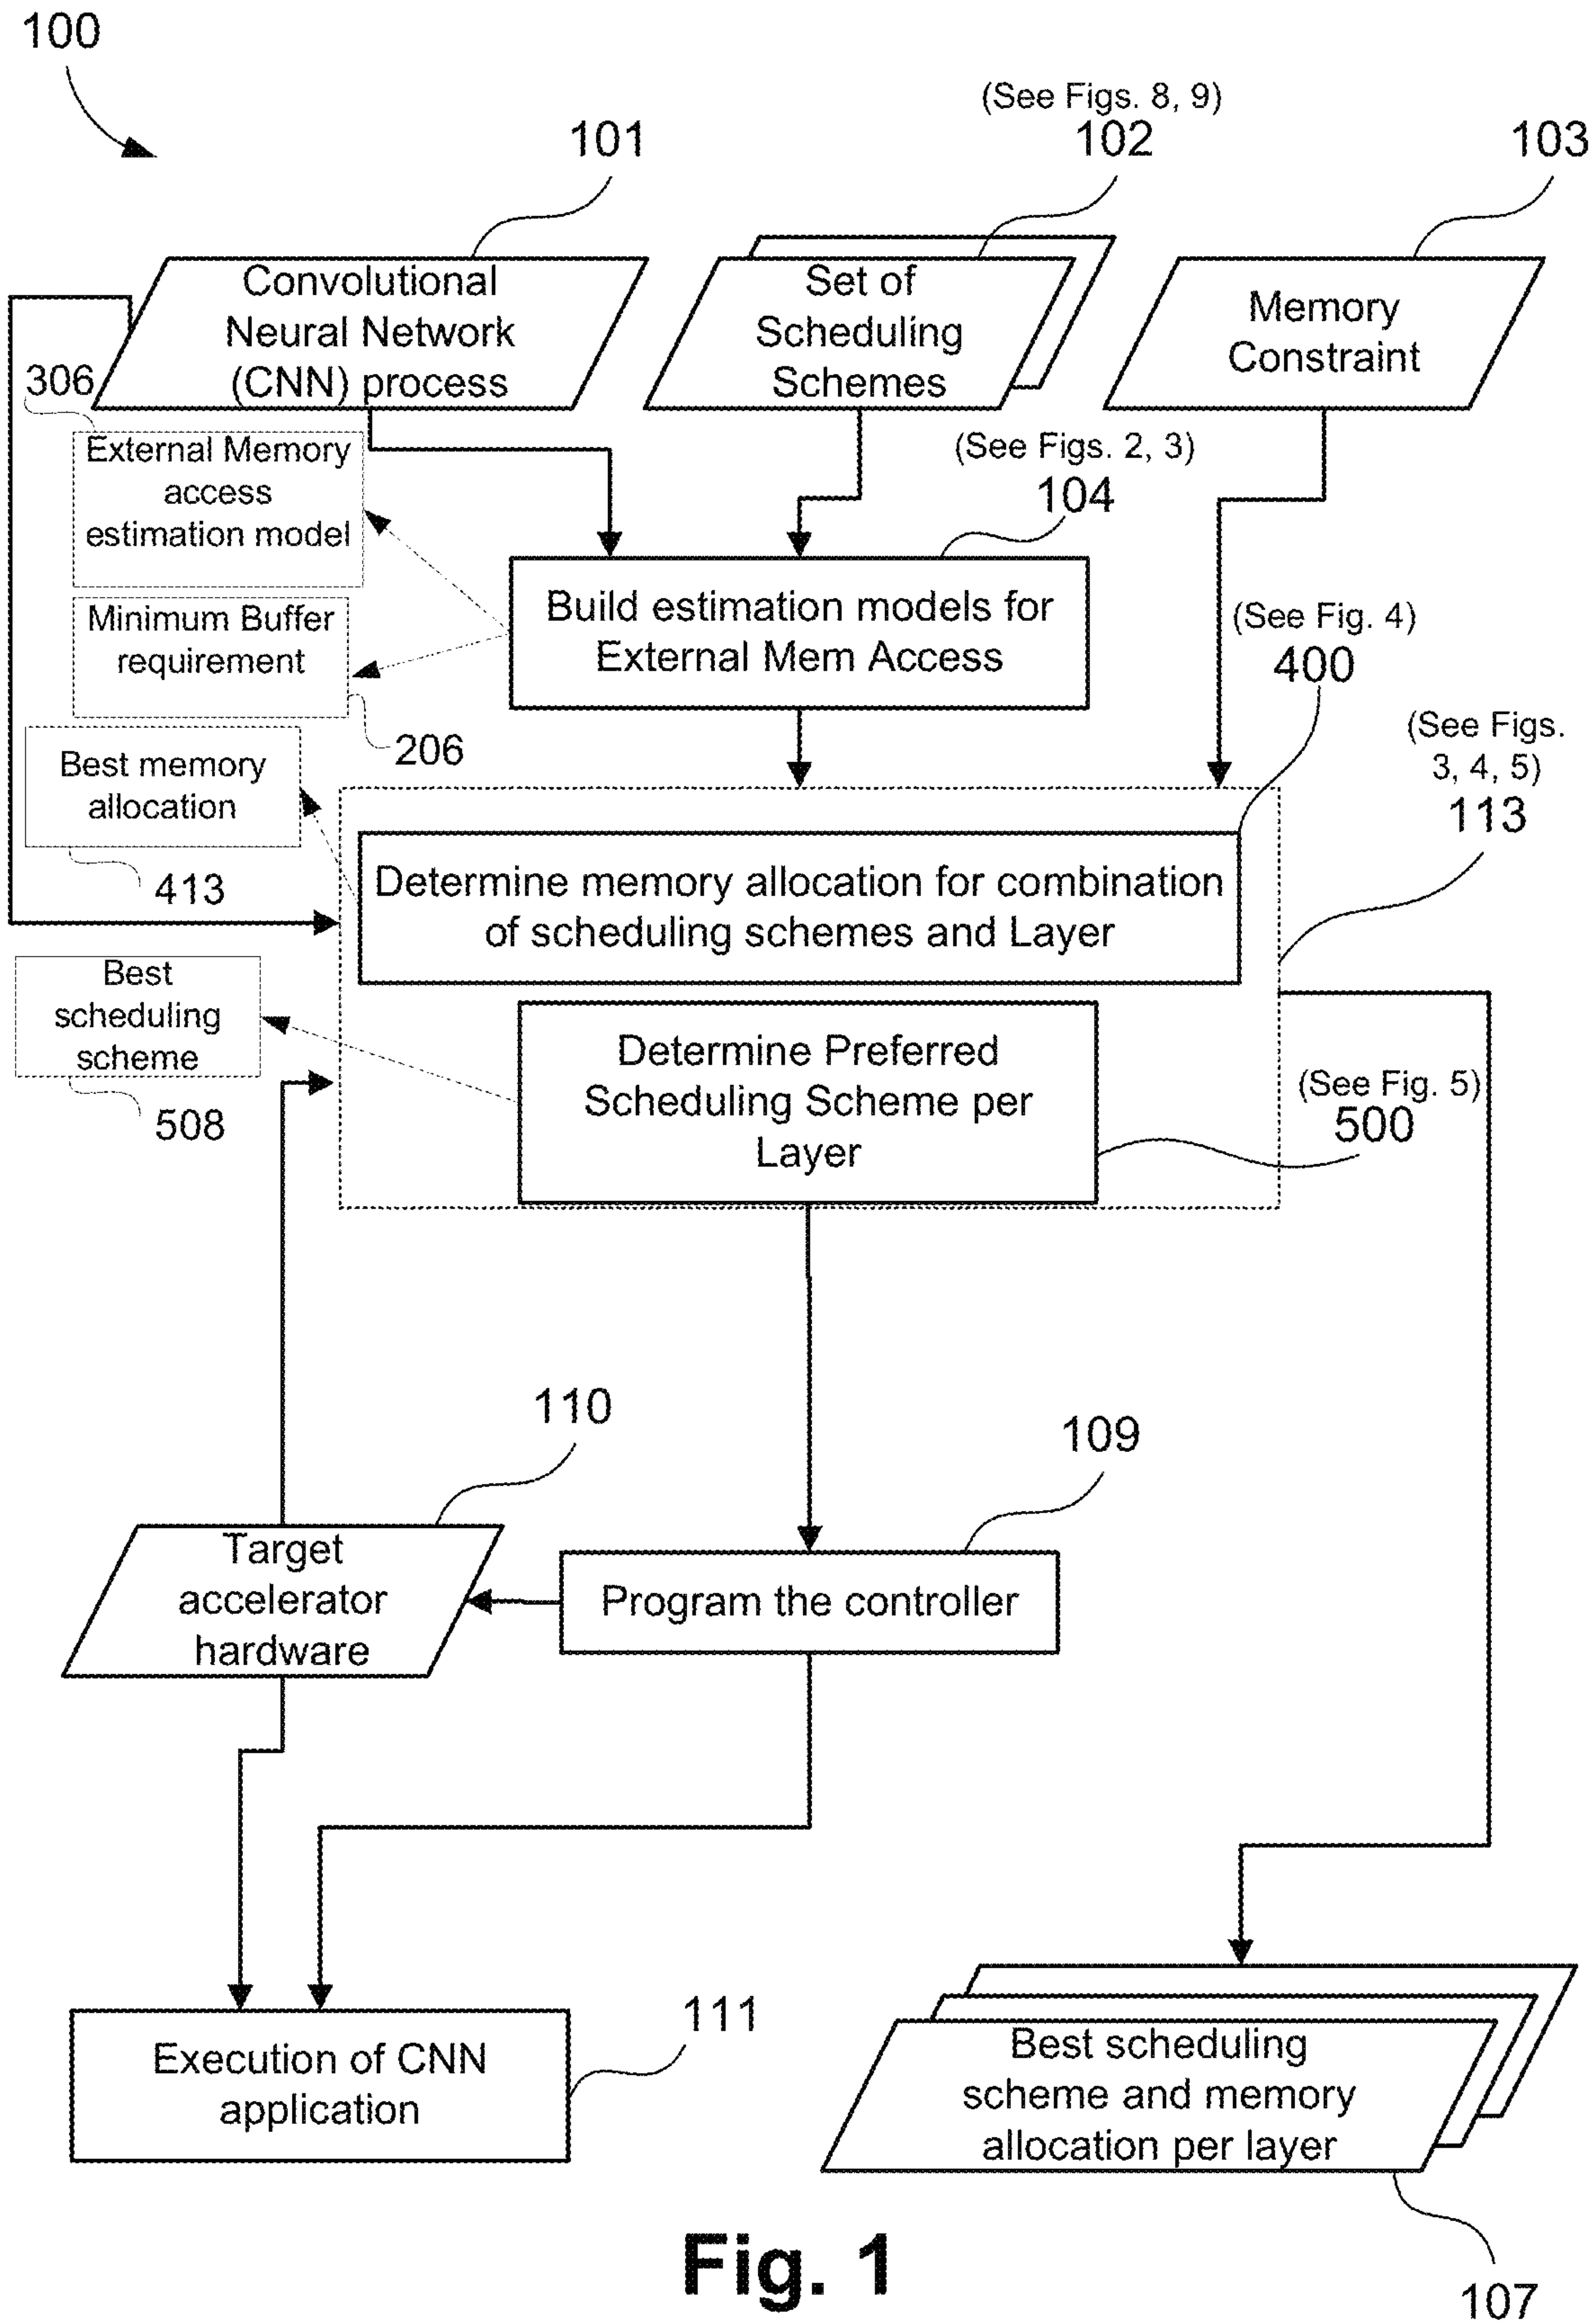 100
(See Figs. 8, 9)
101
102
103
Convolutional
Neural Network
(CNN) process
Set of
Scheduling
Schemes
Memory
Constraint
306
External Memory
access
estimation model
(See Figs. 2, 3)
104
Build estimation models for
External Mem Access
Minimum Buffer
requirement
206
(See Fig. 4)
400
(See Figs.
3, 4, 5)
113
Best memory
allocation
413
Determine memory allocation for combination
of scheduling schemes and Layer
Best
scheduling
scheme
508
Determine Preferred
Scheduling Scheme per
Layer
(See Fig. 5)
500
110
109
Target
accelerator
hardware
Program the controller
111
Execution of CNN
application
Best scheduling
scheme and memory
allocation per layer
107
Fig. 1